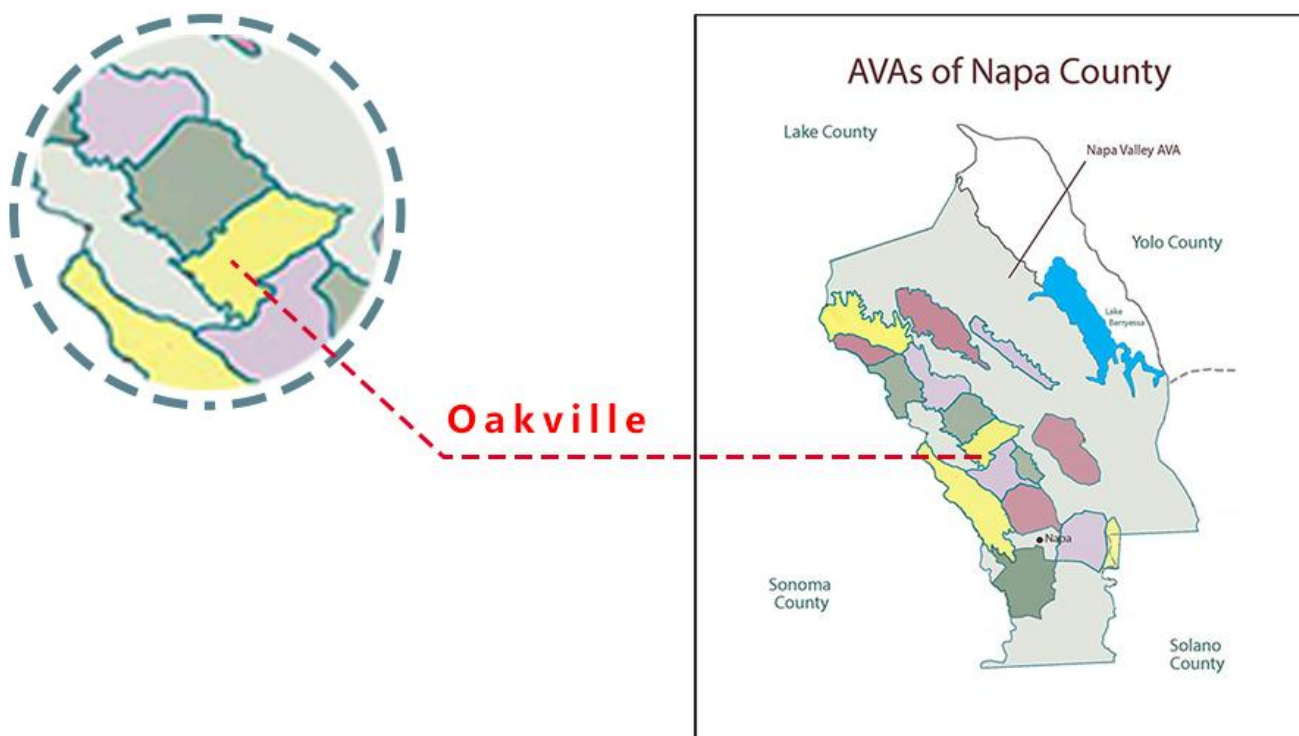 AVAs of Napa County
Lake County
Napa Valley AVA
Yolo County
Lake
Berryessa
Oakville
Napa
Sonoma
County
Solano
County